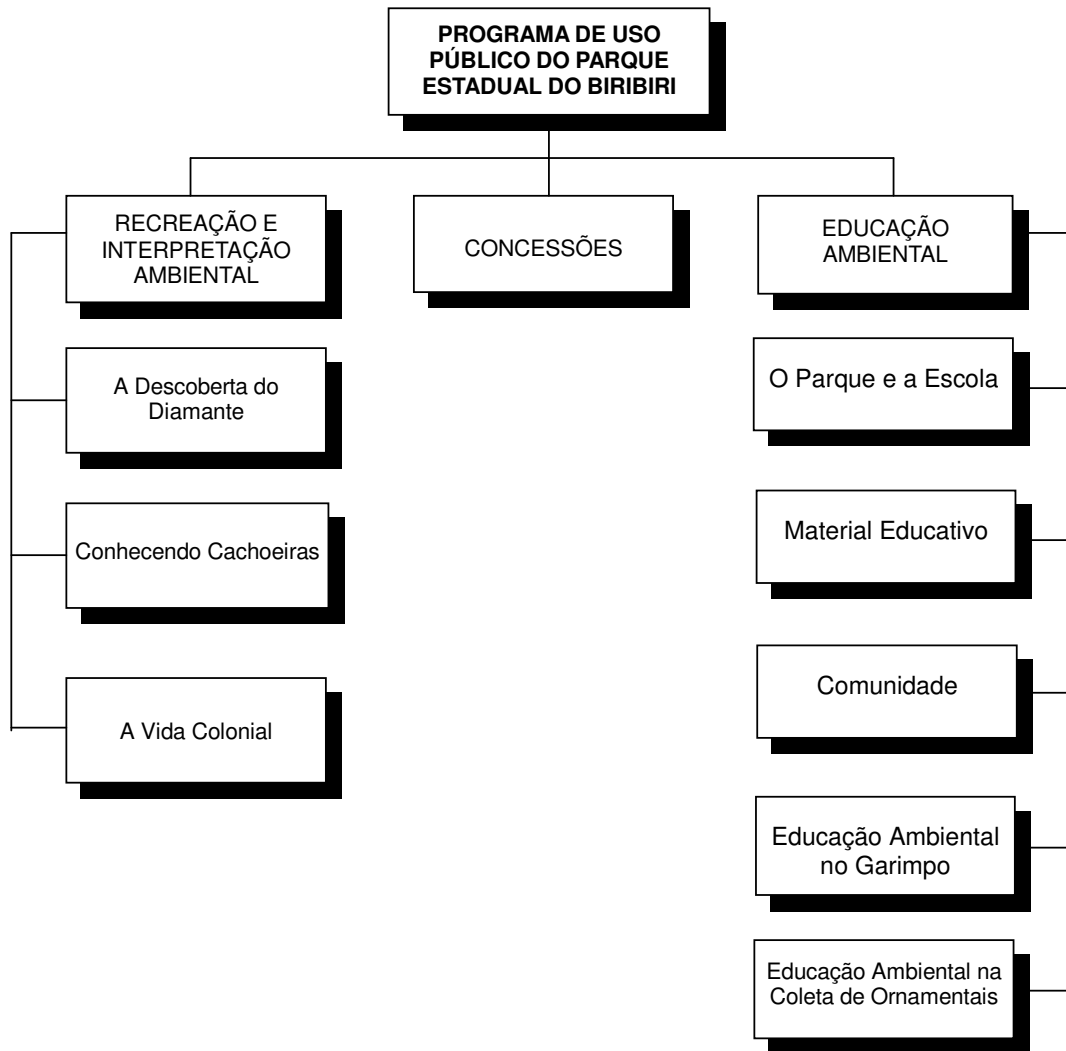 PROGRAMA DE USO
PÚBLICO DO PARQUE
ESTADUAL DO BIRIBIRI
RECREAÇÃO E
INTERPRETAÇÃO
AMBIENTAL
CONCESSÕES
EDUCAÇÃO
AMBIENTAL
A Descoberta do
Diamante
Conhecendo Cachoeiras
A Vida Colonial
O Parque e a Escola
Material Educativo
Comunidade
Educação Ambiental
no Garimpo
Educação Ambiental na
Coleta de Ornamentais